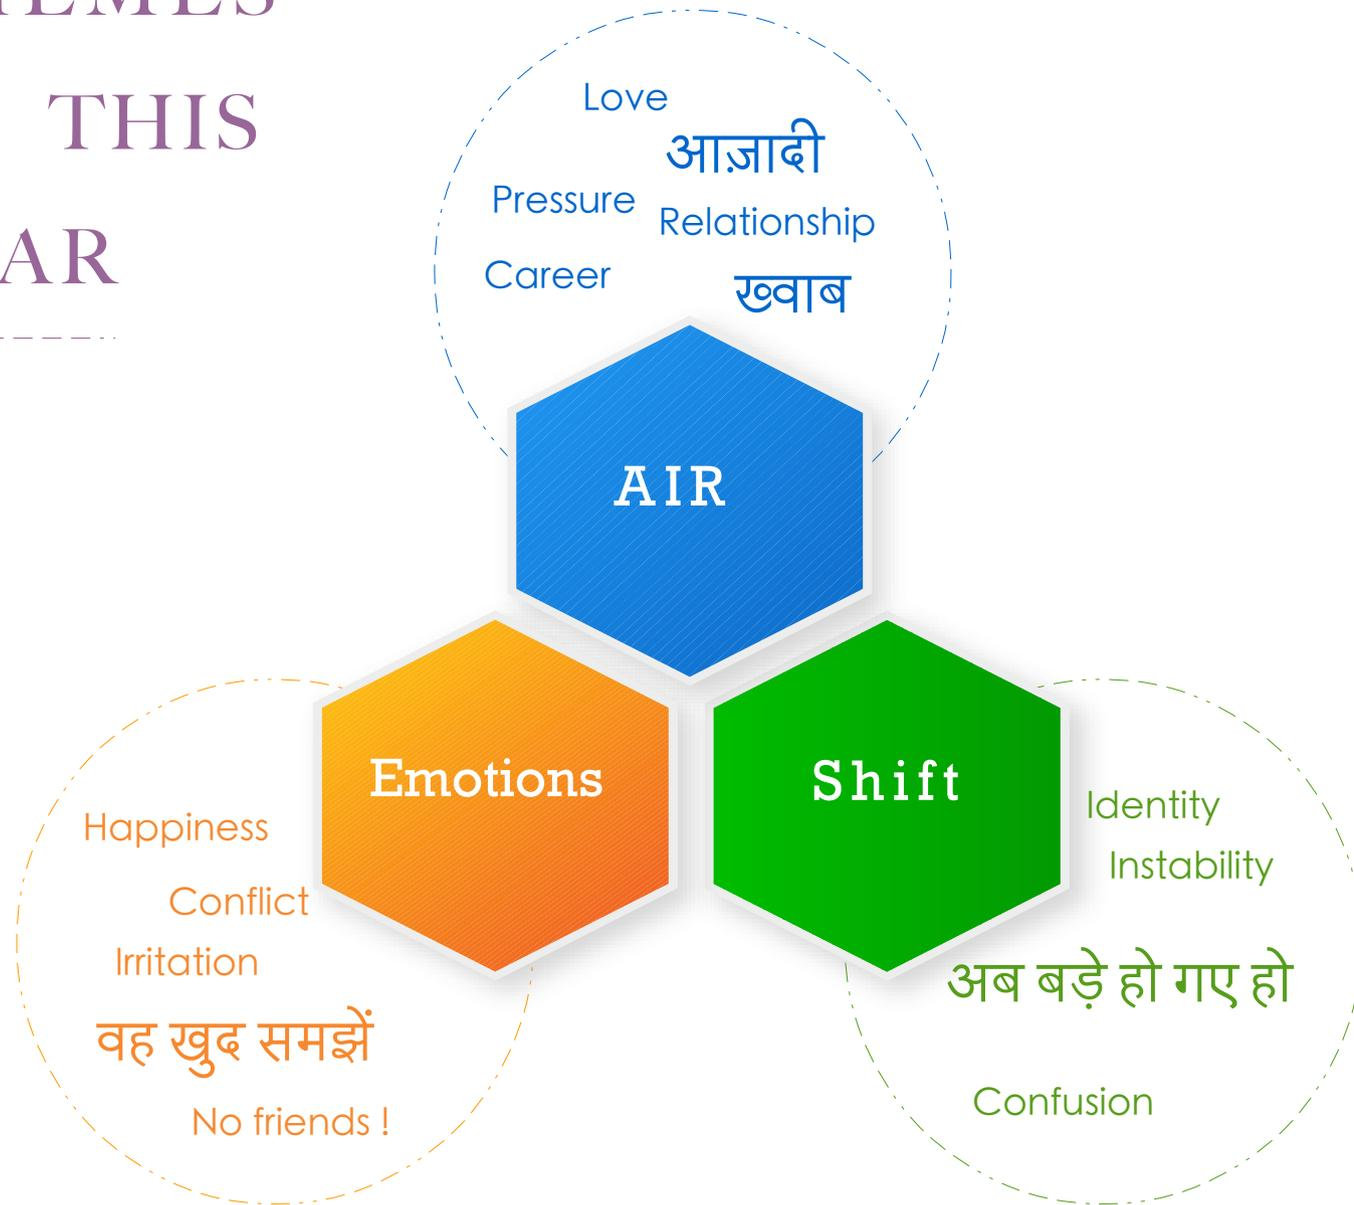 THIS
Love
आज़ादी
Pressure
Relationship
Career
ख्वाब
AIR
Emotions
Shift
Happiness
Conflict
Irritation
वह खुद समझें
No friends !
Identity
Instability
अब बड़े हो गए हो
Confusion